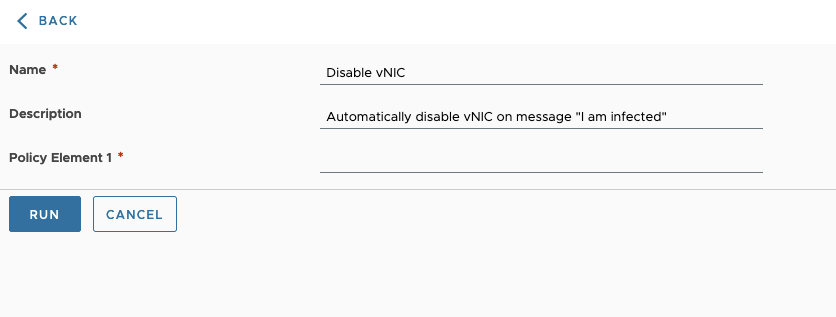 BACK
Name *
Disable vNIC
Description
Automatically disable vNIC on message "I am infected"
Policy Element 1 *
RUN
CANCEL